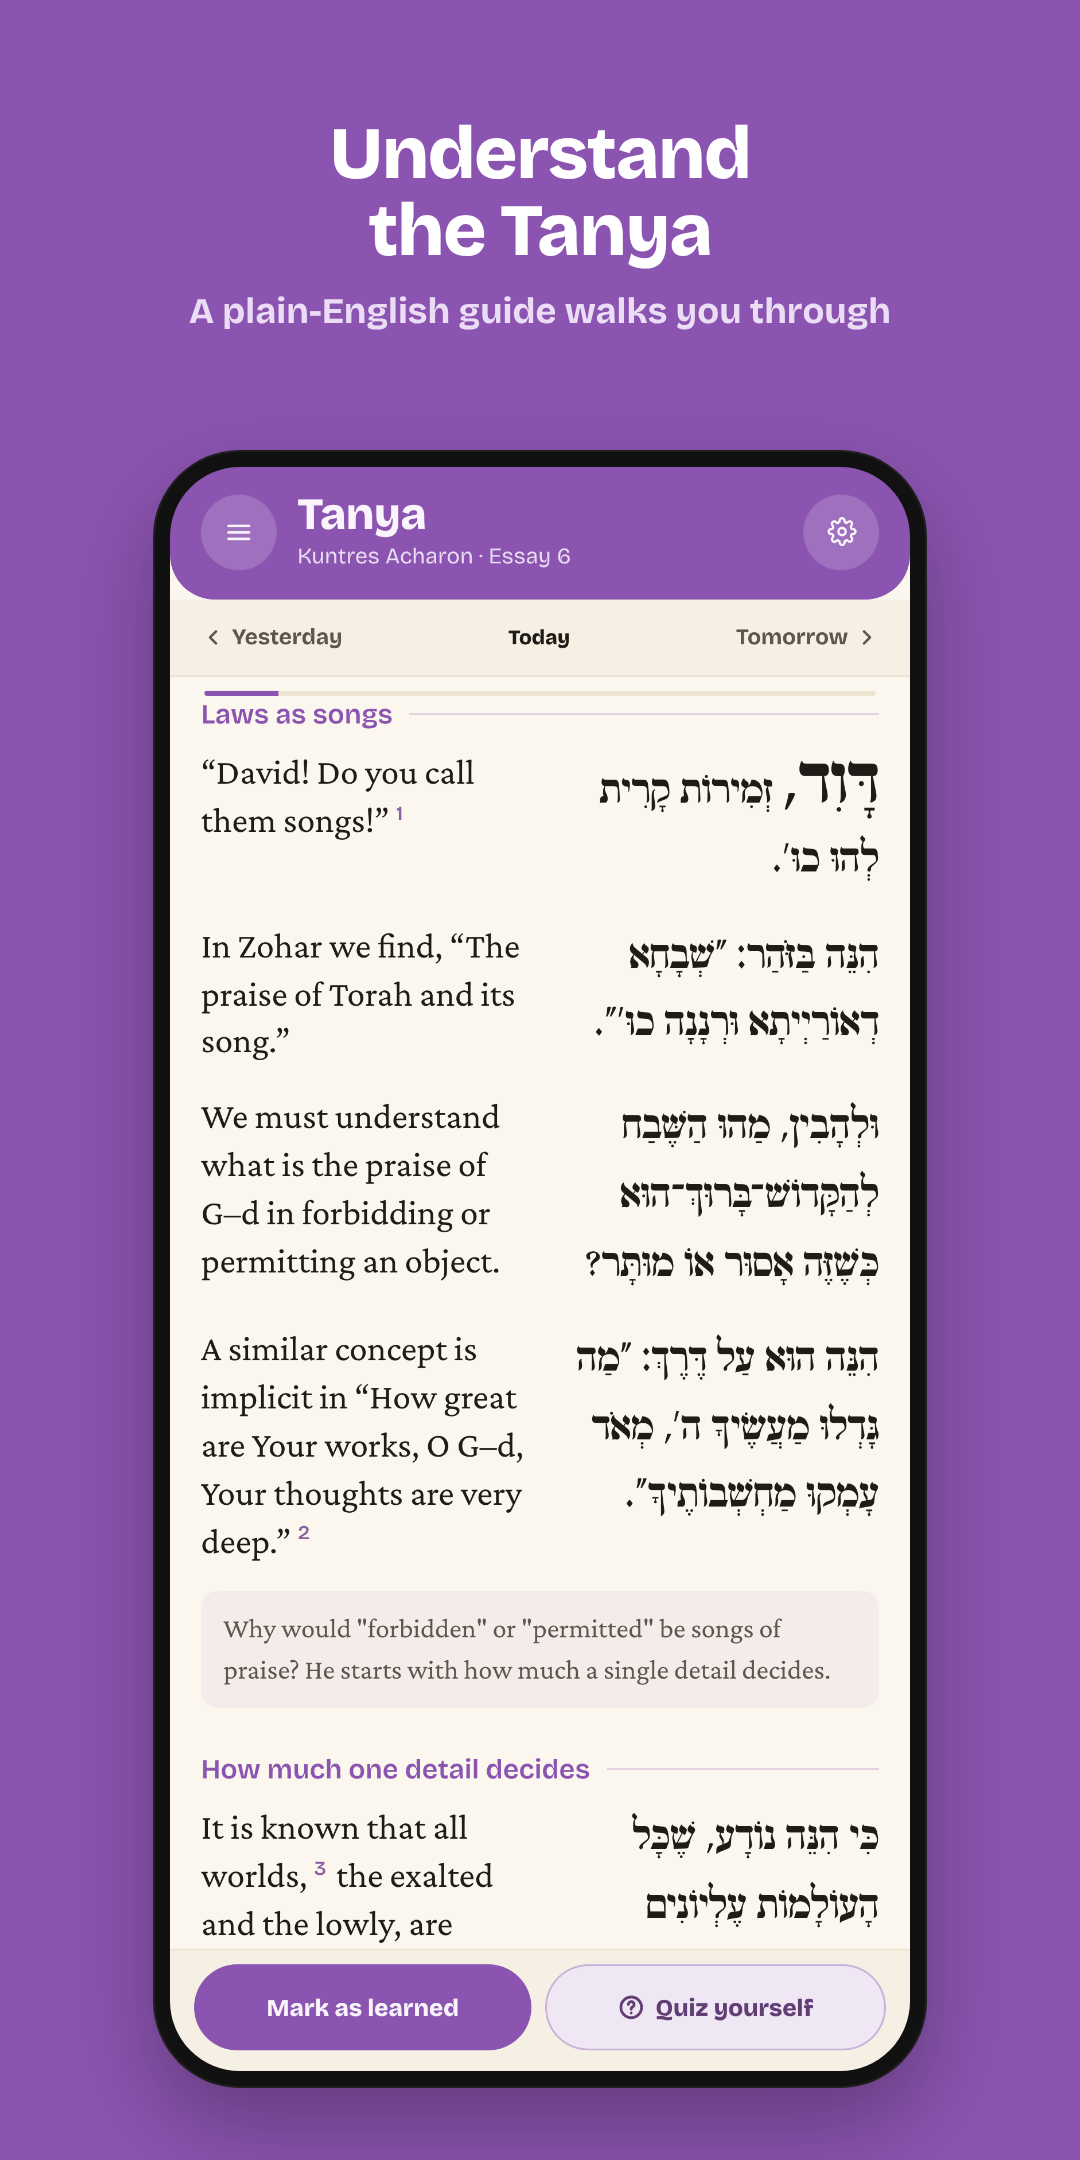 Understand
the Tanya
A plain-English guide walks you through
Tanya
Kuntres Acharon · Essay 6
Yesterday
Today
Tomorrow
Laws as songs
“David! Do you call
them songs!” 1
דָּוִד, זְמִירוֹת קָרֵית
לְהוּ כוּ׳.
In Zohar we find, “The
praise of Torah and its
song.”
הִנֵּה בַּזֹּהַר: ״שְׁבָחָא
דְאוֹרַיְיתָא וּרְנָנָה כוּ׳״.
We must understand
what is the praise of
G–d in forbidding or
permitting an object.
וּלְהָבִין, מַהוּ הַשֶּׁבַח
לְהַקָּדוֹשׁ־בָּרוּךְ־הוּא
כְּשֶׁזֶּה אָסוּר אוֹ מוּתָּר?
A similar concept is
implicit in “How great
are Your works, O G–d,
Your thoughts are very
deep.” 2
הִנֵּה הוּא עַל דֶּרֶךְ: ״מַה
גָּדְלוּ מַעֲשֶׂיךָ ה׳, מְאֹד
עָמְקוּ מַחְשְׁבוֹתֶיךָ״.
Why would "forbidden" or "permitted" be songs of
praise? He starts with how much a single detail decides.
How much one detail decides
It is known that all
worlds, 3 the exalted
and the lowly, are
כִּי הִנֵּה נוֹדָע, שֶׁכָּל
הָעוֹלָמוֹת עֶלְיוֹנִים
Mark as learned
Quiz yourself